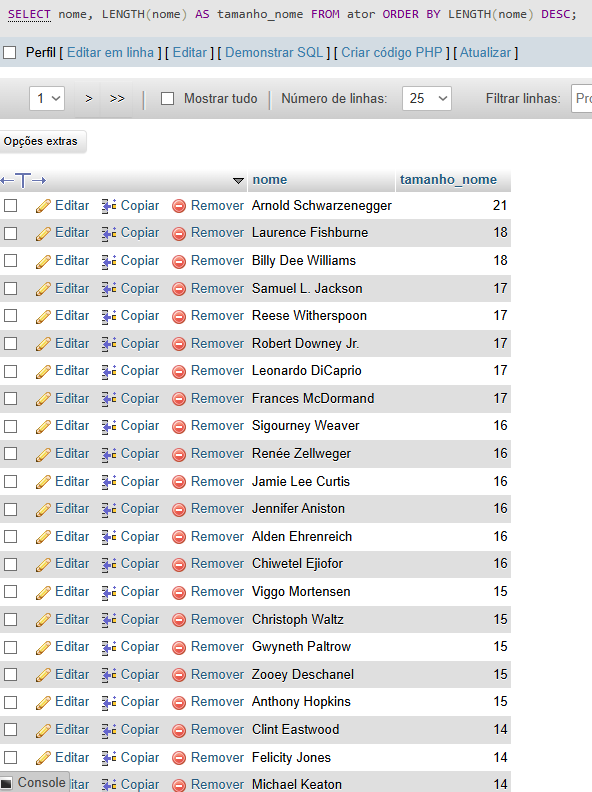 SELECT nome, LENGTH(nome) AS tamanho_nome FROM ator ORDER BY LENGTH(nome) DESC;
Perfil [ Editar em linha ] [ Editar ] [ Demonstrar SQL ] [ Criar código PHP ] [ Atualizar ]
1 > >> | Mostrar tudo | Número de linhas: 25 Filtrar linhas:
Opções extras
←T→ nome tamanho_nome
Editar Copiar Remover Arnold Schwarzenegger 21
Editar Copiar Remover Laurence Fishburne 18
Editar Copiar Remover Billy Dee Williams 18
Editar Copiar Remover Samuel L. Jackson 17
Editar Copiar Remover Reese Witherspoon 17
Editar Copiar Remover Robert Downey Jr. 17
Editar Copiar Remover Leonardo DiCaprio 17
Editar Copiar Remover Frances McDormand 17
Editar Copiar Remover Sigourney Weaver 16
Editar Copiar Remover Renée Zellweger 16
Editar Copiar Remover Jamie Lee Curtis 16
Editar Copiar Remover Jennifer Aniston 16
Editar Copiar Remover Alden Ehrenreich 16
Editar Copiar Remover Chiwetel Ejiofor 16
Editar Copiar Remover Viggo Mortensen 15
Editar Copiar Remover Christoph Waltz 15
Editar Copiar Remover Gwyneth Paltrow 15
Editar Copiar Remover Zooey Deschanel 15
Editar Copiar Remover Anthony Hopkins 15
Editar Copiar Remover Clint Eastwood 14
Editar Copiar Remover Felicity Jones 14
Console Copiar Remover Michael Keaton 14